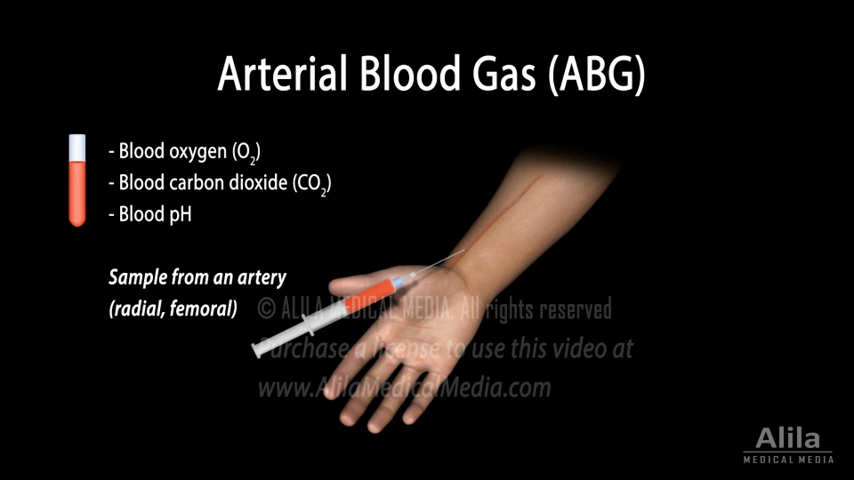 Arterial Blood Gas (ABG)
- Blood oxygen (O₂)
- Blood carbon dioxide (CO₂)
- Blood pH
Sample from an artery
(radial, femoral)
© ALILA MEDICAL MEDIA. All rights reserved
Purchase a license to use this video at
www.AlilaMedicalMedia.com
Alila
MEDICAL MEDIA